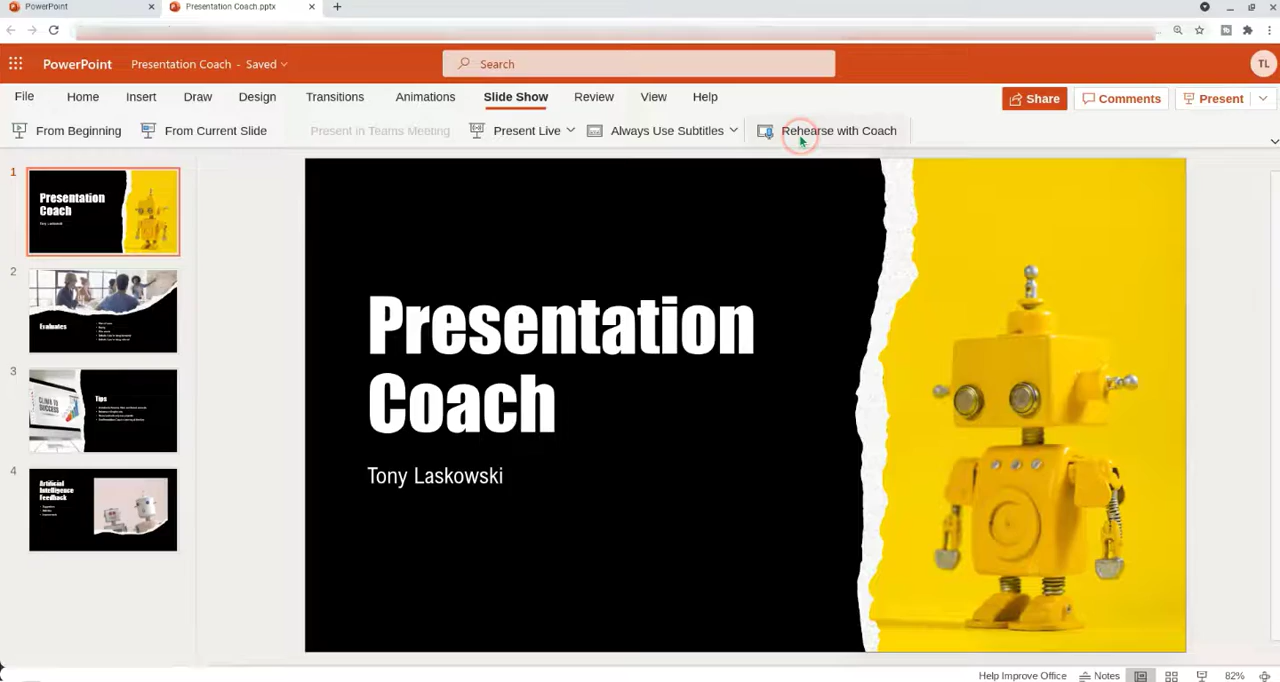 PowerPoint
Presentation Coach.pptx
PowerPoint
Presentation Coach - Saved
Search
TL
File
Home
Insert
Draw
Design
Transitions
Animations
Slide Show
Review
View
Help
Share
Comments
Present
From Beginning
From Current Slide
Present in Teams Meeting
Present Live
Always Use Subtitles
Rehearse with Coach
1
Presentation
Coach
Tony Laskowski
2
Evaluates
3
Tips
4
Artificial
Intelligence
Feedback
Presentation
Coach
Tony Laskowski
Help Improve Office
Notes
82%